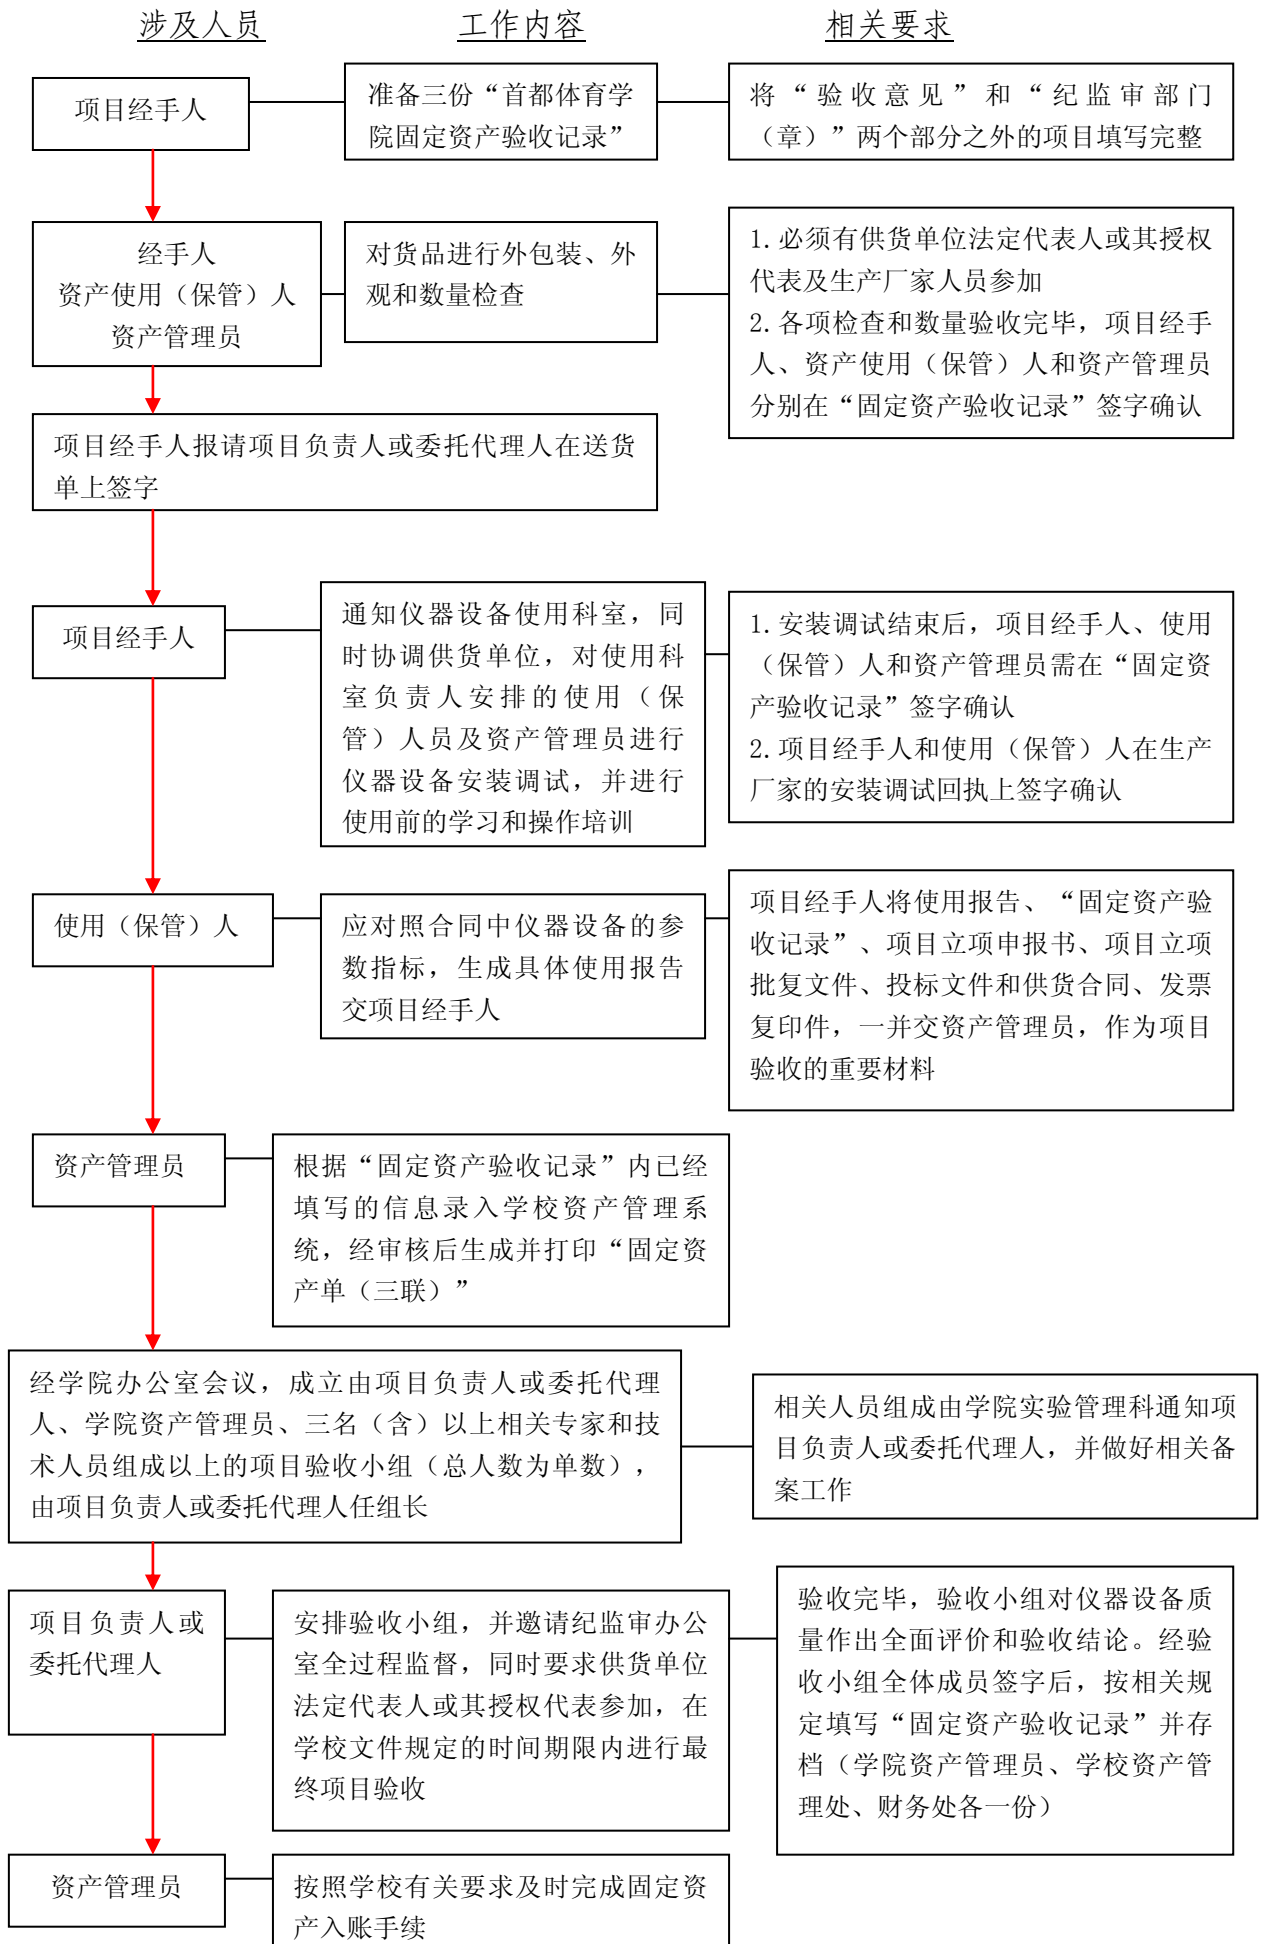 涉及人员
工作内容
相关要求
项目经手人
准备三份“首都体育学
院固定资产验收记录”
将“验收意见”和“纪监审部门
（章）”两个部分之外的项目填写完整
经手人
资产使用（保管）人
资产管理员
对货品进行外包装、外
观和数量检查
1.必须有供货单位法定代表人或其授权
代表及生产厂家人员参加
2.各项检查和数量验收完毕，项目经手
人、资产使用（保管）人和资产管理员
分别在“固定资产验收记录”签字确认
项目经手人报请项目负责人或委托代理人在送货
单上签字
项目经手人
通知仪器设备使用科室，同
时协调供货单位，对使用科
室负责人安排的使用（保
管）人员及资产管理员进行
仪器设备安装调试，并进行
使用前的学习和操作培训
1.安装调试结束后，项目经手人、使用
（保管）人和资产管理员需在“固定资
产验收记录”签字确认
2.项目经手人和使用（保管）人在生产
厂家的安装调试回执上签字确认
使用（保管）人
应对照合同中仪器设备的参
数指标，生成具体使用报告
交项目经手人
项目经手人将使用报告、“固定资产验
收记录”、项目立项申报书、项目立项
批复文件、投标文件和供货合同、发票
复印件，一并交资产管理员，作为项目
验收的重要材料
资产管理员
根据“固定资产验收记录”内已经
填写的信息录入学校资产管理系
统，经审核后生成并打印“固定资
产单（三联）”
经学院办公室会议，成立由项目负责人或委托代理
人、学院资产管理员、三名（含）以上相关专家和技
术人员组成以上的项目验收小组（总人数为单数），
由项目负责人或委托代理人任组长
相关人员组成由学院实验管理科通知项
目负责人或委托代理人，并做好相关备
案工作
项目负责人或
委托代理人
安排验收小组，并邀请纪监审办公
室全过程监督，同时要求供货单位
法定代表人或其授权代表参加，在
学校文件规定的时间期限内进行最
终项目验收
验收完毕，验收小组对仪器设备质
量作出全面评价和验收结论。经验
收小组全体成员签字后，按相关规
定填写“固定资产验收记录”并存
档（学院资产管理员、学校资产管
理处、财务处各一份）
资产管理员
按照学校有关要求及时完成固定资
产入账手续